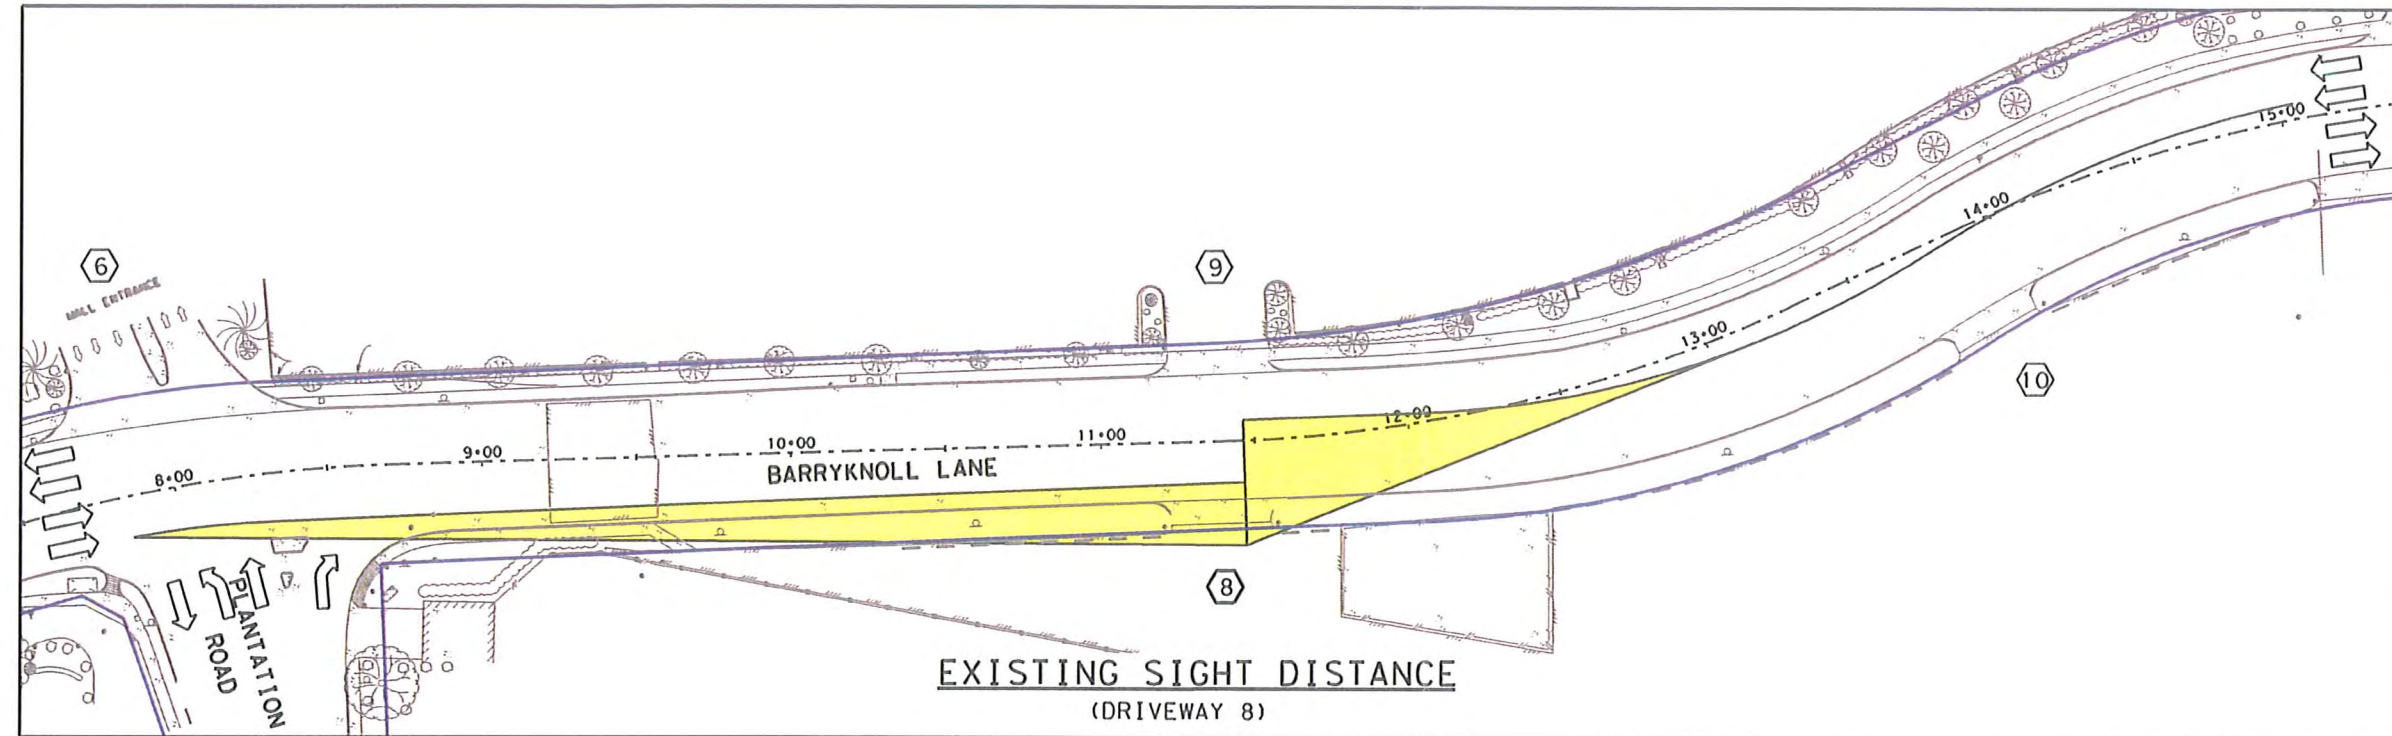 6
MALL ENTRANCE
9
15+00
14+00
13+00
12+00
10
11+00
10+00
9+00
8+00
BARRYKNOLL LANE
8
PLANTATION
ROAD
EXISTING SIGHT DISTANCE
(DRIVEWAY 8)